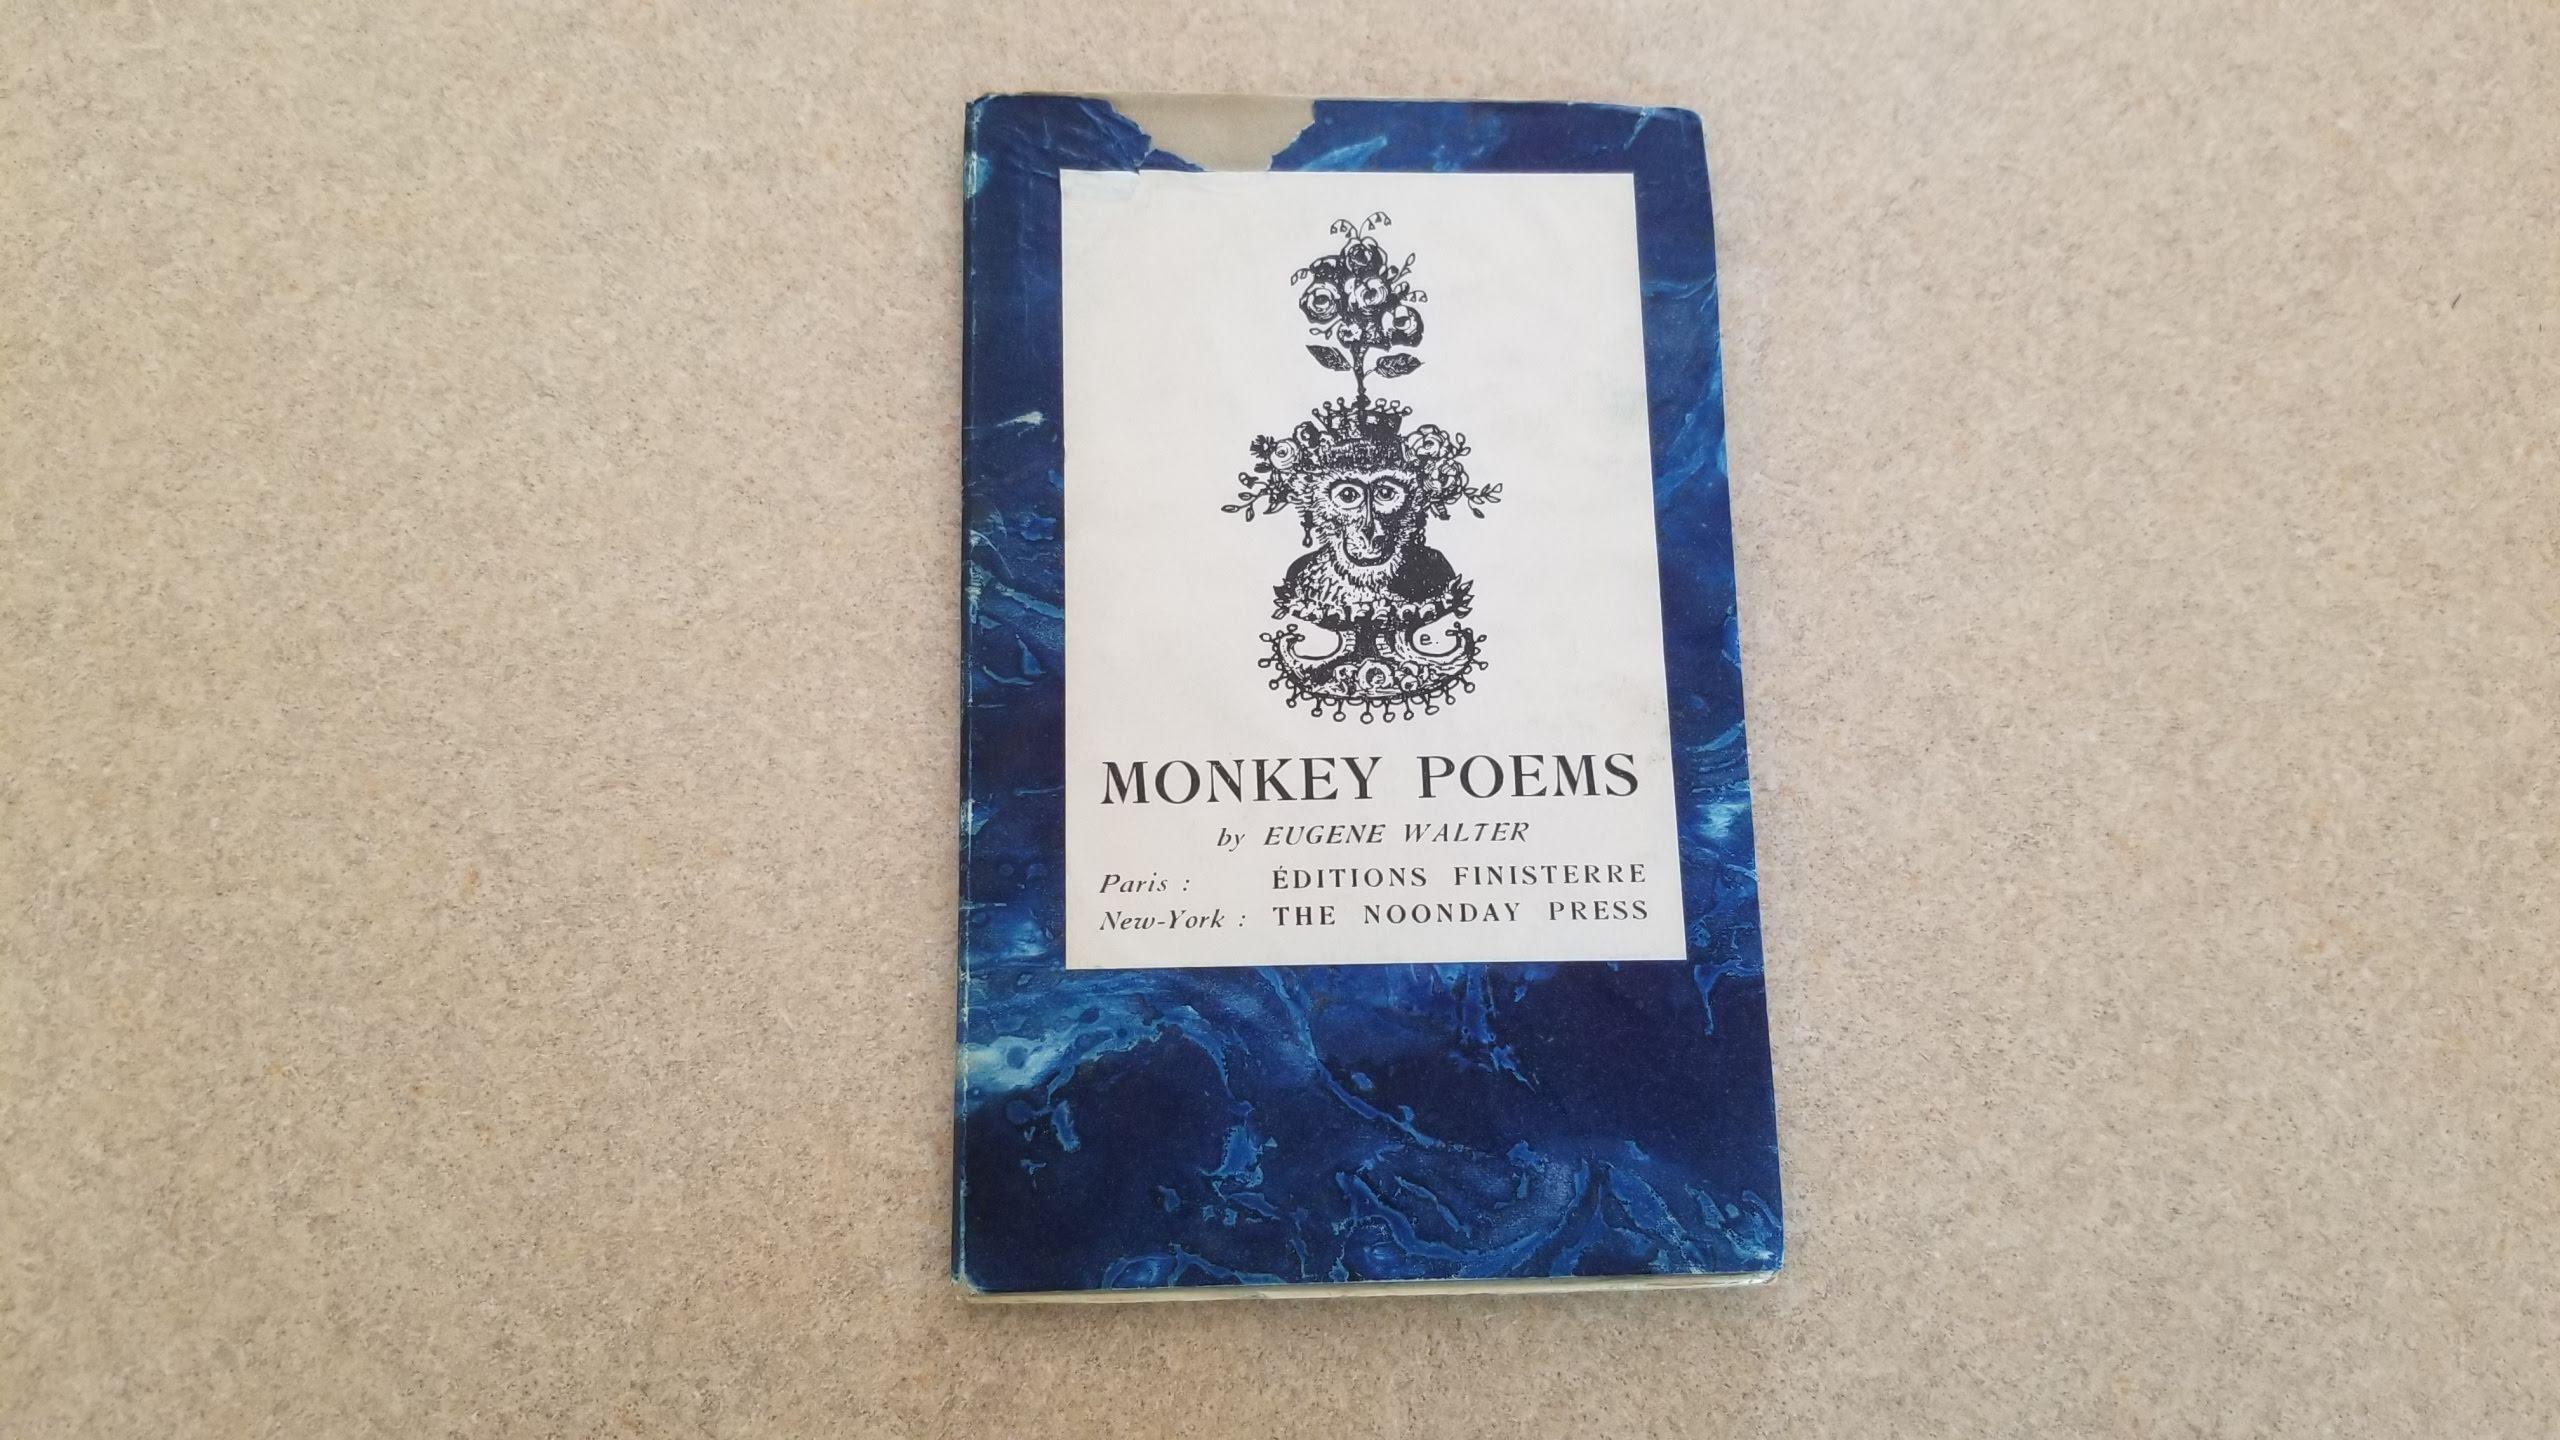 MONKEY POEMS
by EUGENE WALTER
Paris : ÉDITIONS FINISTERRE
New-York : THE NOONDAY PRESS